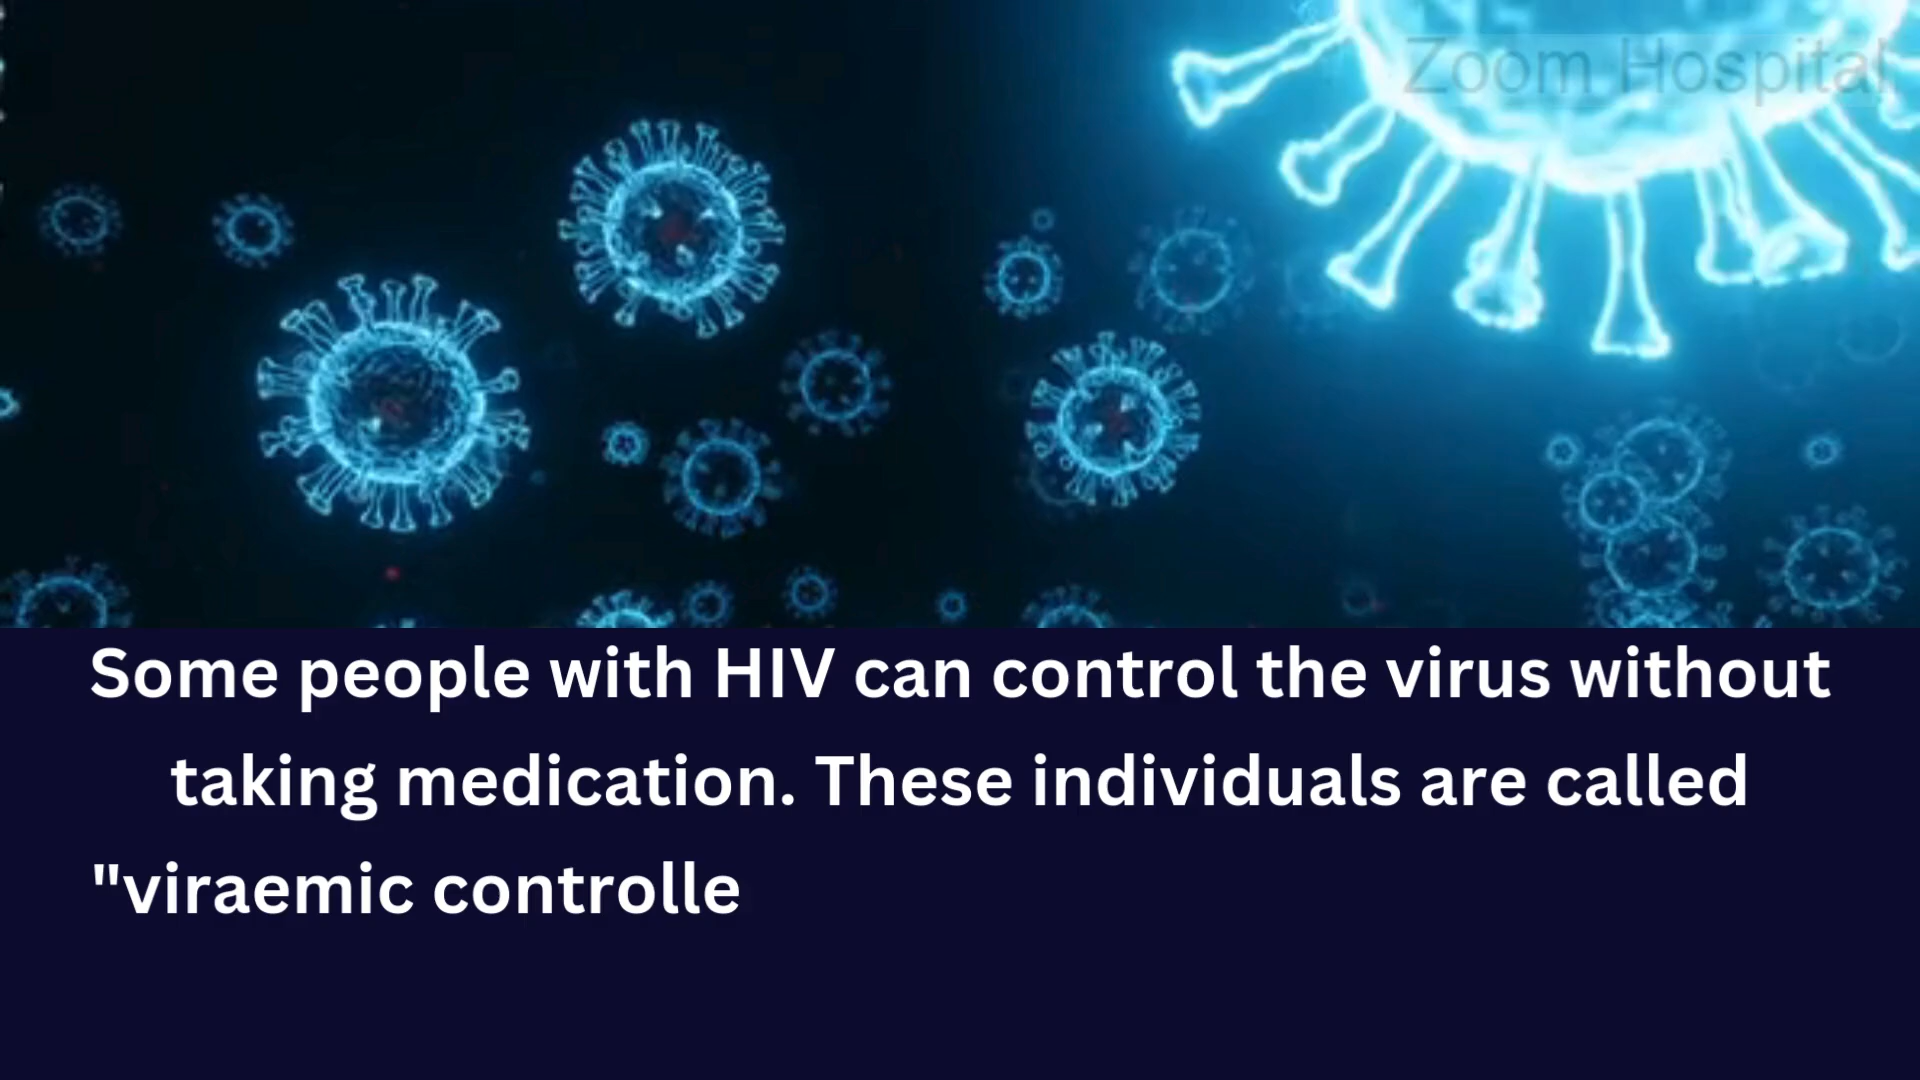 Zoom Hospital
Some people with HIV can control the virus without
taking medication. These individuals are called
"viraemic controlle